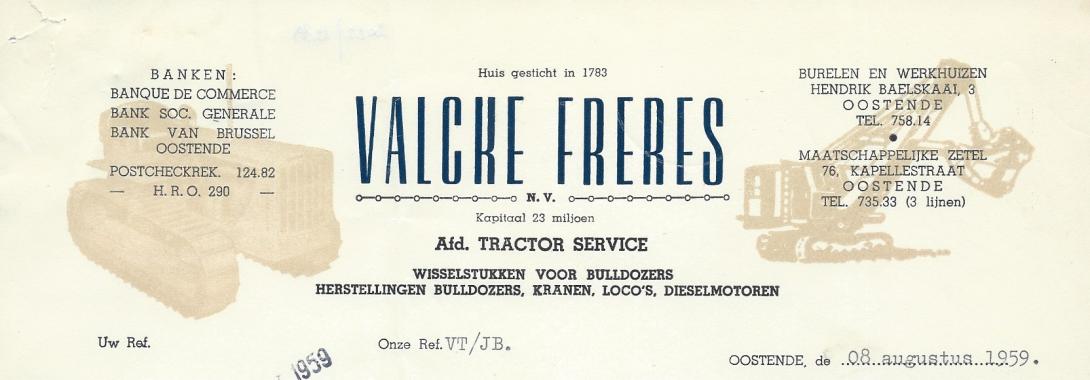 BANKEN:
BANQUE DE COMMERCE
BANK SOC. GENERALE
BANK VAN BRUSSEL
OOSTENDE
POSTCHECKREK. 124.82
— H. R. O. 290 —
Huis gesticht in 1783
VALCKE FRERES
N. V.
Kapitaal 23 miljoen
Afd. TRACTOR SERVICE
WISSELSTUKKEN VOOR BULLDOZERS
HERSTELLINGEN BULLDOZERS, KRANEN, LOCO'S, DIESELMOTOREN
BURELEN EN WERKHUIZEN
HENDRIK BAELSKAAI, 3
OOSTENDE
TEL. 758.14
•
MAATSCHAPPELIJKE ZETEL
76, KAPELLESTRAAT
OOSTENDE
TEL. 735.33 (3 lijnen)
Uw Ref.
Onze Ref. VT/JB.
1959
OOSTENDE, de 08 augustus 1959.